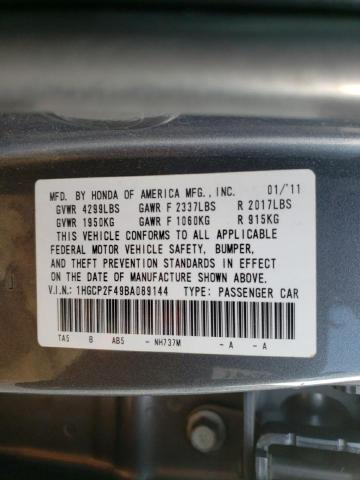 MFD. BY HONDA OF AMERICA MFG., INC. 01/'11
GVWR 4299LBS GAWR F 2337LBS R 2017LBS
GVWR 1950KG GAWR F 1060KG R 915KG
THIS VEHICLE CONFORMS TO ALL APPLICABLE
FEDERAL MOTOR VEHICLE SAFETY, BUMPER,
AND THEFT PREVENTION STANDARDS IN EFFECT ON
THE DATE OF MANUFACTURE SHOWN ABOVE.
V.I.N.: 1HGCP2F49BA089144 TYPE: PASSENGER CAR
TA5 B AB5 - NH737M - A - A